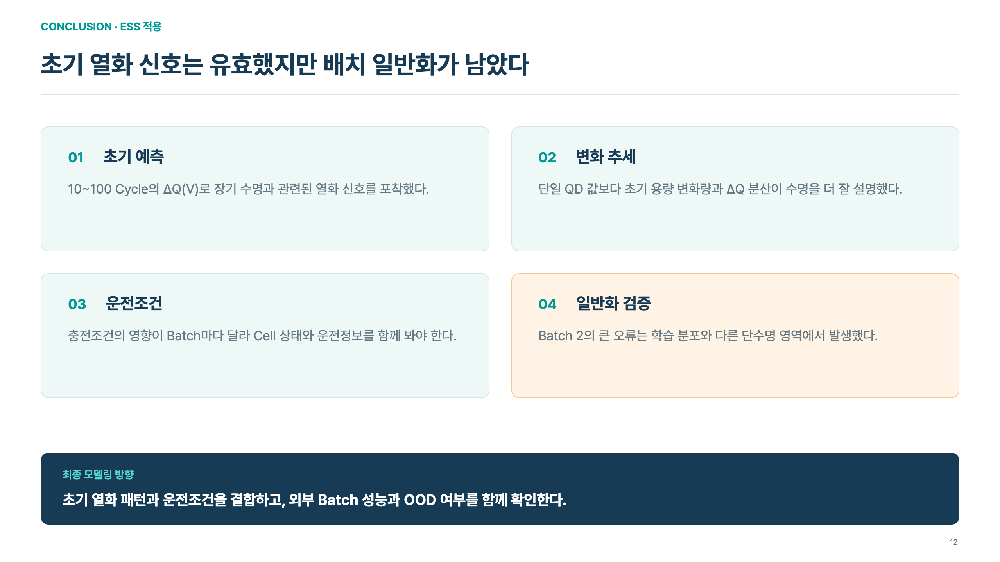 CONCLUSION · ESS 적용
초기 열화 신호는 유효했지만 배치 일반화가 남았다
01 초기 예측
10~100 Cycle의 ΔQ(V)로 장기 수명과 관련된 열화 신호를 포착했다.
02 변화 추세
단일 QD 값보다 초기 용량 변화량과 ΔQ 분산이 수명을 더 잘 설명했다.
03 운전조건
충전조건의 영향이 Batch마다 달라 Cell 상태와 운전정보를 함께 봐야 한다.
04 일반화 검증
Batch 2의 큰 오류는 학습 분포와 다른 단수명 영역에서 발생했다.
최종 모델링 방향
초기 열화 패턴과 운전조건을 결합하고, 외부 Batch 성능과 OOD 여부를 함께 확인한다.
12